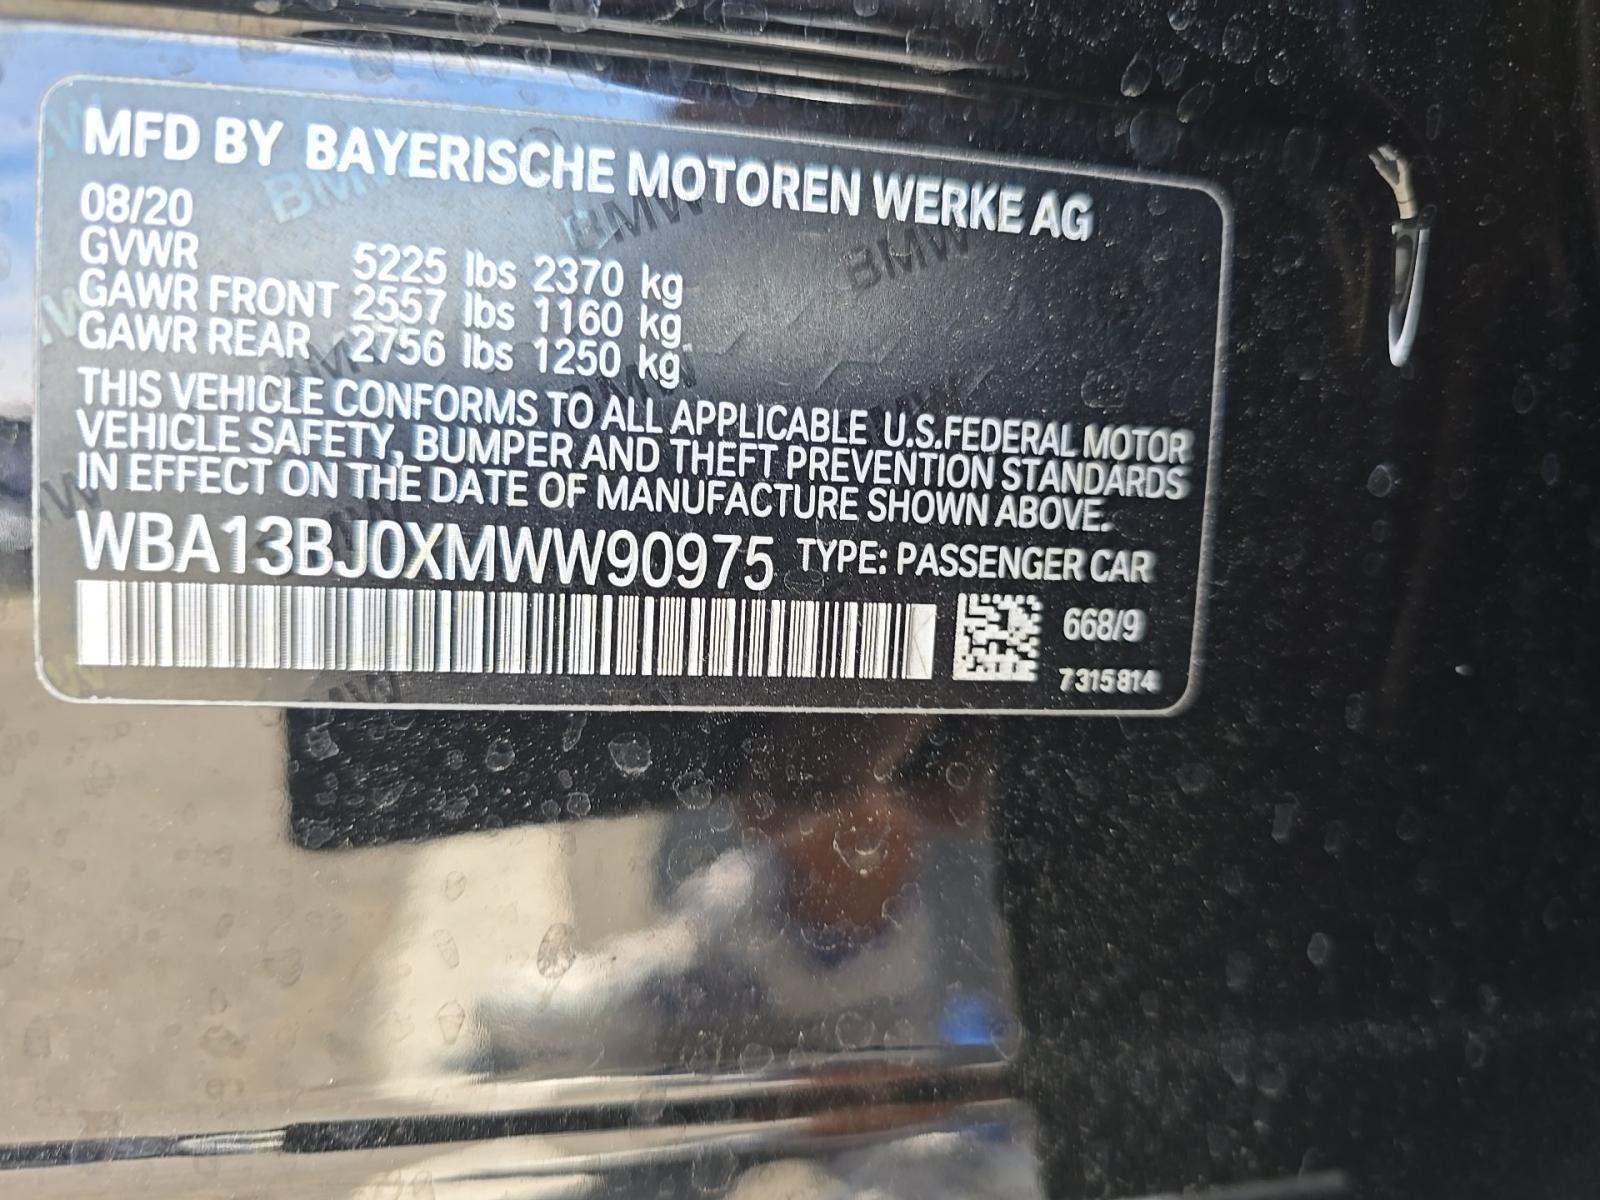 MFD BY BAYERISCHE MOTOREN WERKE AG
08/20
GVWR 5225 lbs 2370 kg
GAWR FRONT 2557 lbs 1160 kg
GAWR REAR 2756 lbs 1250 kg
THIS VEHICLE CONFORMS TO ALL APPLICABLE U.S.FEDERAL MOTOR
VEHICLE SAFETY, BUMPER AND THEFT PREVENTION STANDARDS
IN EFFECT ON THE DATE OF MANUFACTURE SHOWN ABOVE.
WBA13BJ0XMWW90975 TYPE: PASSENGER CAR
668/9
7315814